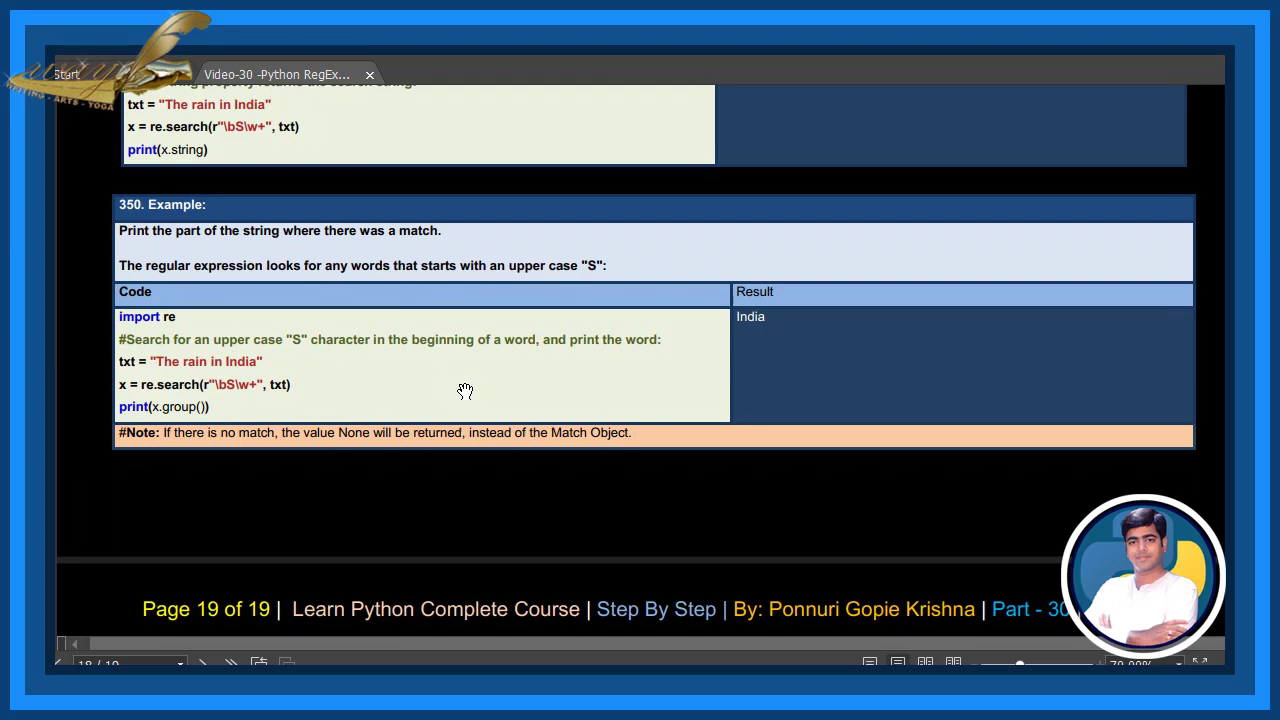 Start
Video-30 -Python RegEx...
txt = "The rain in India"
x = re.search(r"\bS\w+", txt)
print(x.string)
350. Example:
Print the part of the string where there was a match.
The regular expression looks for any words that starts with an upper case "S":
Code
Result
import re
India
#Search for an upper case "S" character in the beginning of a word, and print the word:
txt = "The rain in India"
x = re.search(r"\bS\w+", txt)
print(x.group())
#Note: If there is no match, the value None will be returned, instead of the Match Object.
Page 19 of 19 | Learn Python Complete Course | Step By Step | By: Ponnuri Gopie Krishna | Part - 30
18 / 19